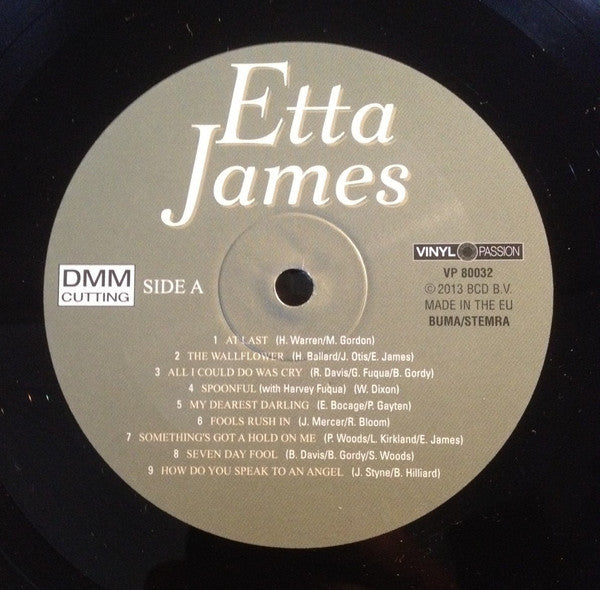 Etta
James
DMM
CUTTING
SIDE A
VINYL PASSION
VP 80032
© 2013 BCD B.V.
MADE IN THE EU
BUMA/STEMRA
1 AT LAST (H. Warren/M. Gordon)
2 THE WALLFLOWER (H. Ballard/J. Otis/E. James)
3 ALL I COULD DO WAS CRY (R. Davis/G. Fuqua/B. Gordy)
4 SPOONFUL (with Harvey Fuqua) (W. Dixon)
5 MY DEAREST DARLING (E. Bocage/P. Gayten)
6 FOOLS RUSH IN (J. Mercer/R. Bloom)
7 SOMETHING'S GOT A HOLD ON ME (P. Woods/L. Kirkland/E. James)
8 SEVEN DAY FOOL (B. Davis/B. Gordy/S. Woods)
9 HOW DO YOU SPEAK TO AN ANGEL (J. Styne/B. Hilliard)